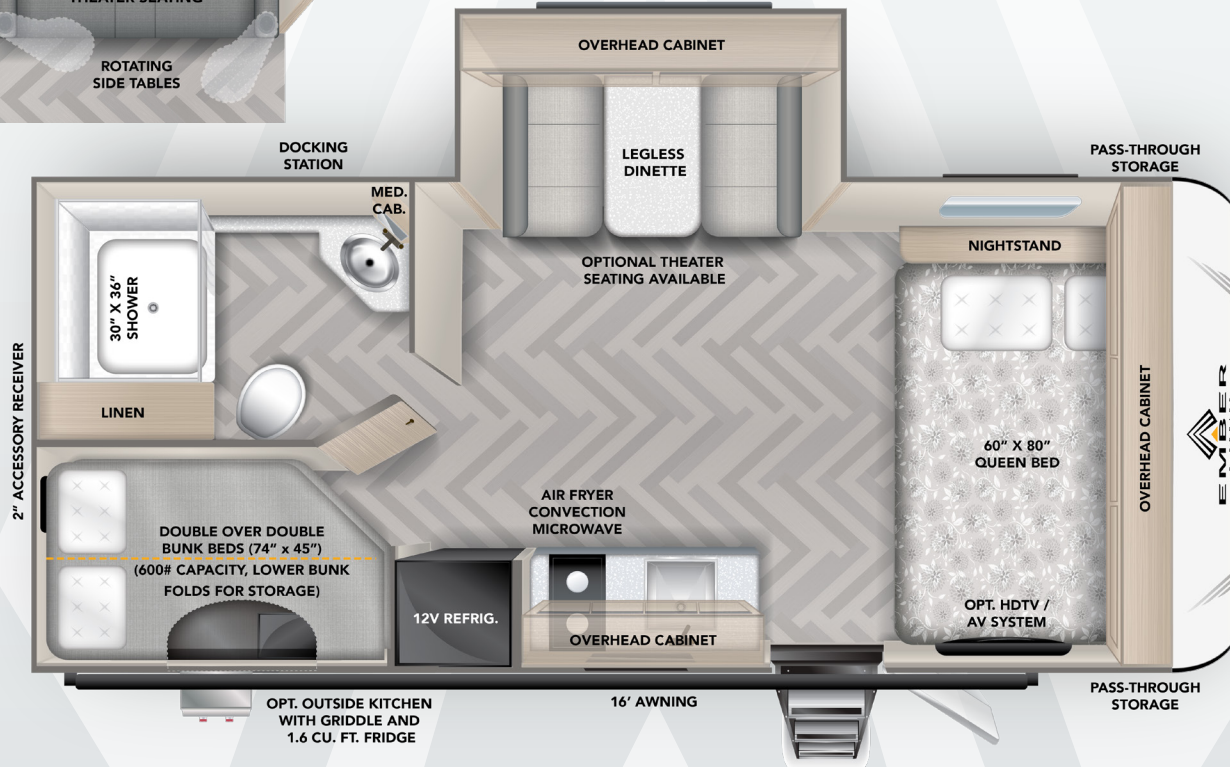 THEATER SEATING
ROTATING
SIDE TABLES
OVERHEAD CABINET
DOCKING
STATION
LEGLESS
DINETTE
PASS-THROUGH
STORAGE
MED.
CAB.
NIGHTSTAND
OPTIONAL THEATER
SEATING AVAILABLE
30" X 36"
SHOWER
LINEN
2" ACCESSORY RECEIVER
60" X 80"
QUEEN BED
OVERHEAD CABINET
EMBER
AIR FRYER
CONVECTION
MICROWAVE
DOUBLE OVER DOUBLE
BUNK BEDS (74" x 45")
(600# CAPACITY, LOWER BUNK
FOLDS FOR STORAGE)
12V REFRIG.
OVERHEAD CABINET
OPT. HDTV /
AV SYSTEM
OPT. OUTSIDE KITCHEN
WITH GRIDDLE AND
1.6 CU. FT. FRIDGE
16' AWNING
PASS-THROUGH
STORAGE